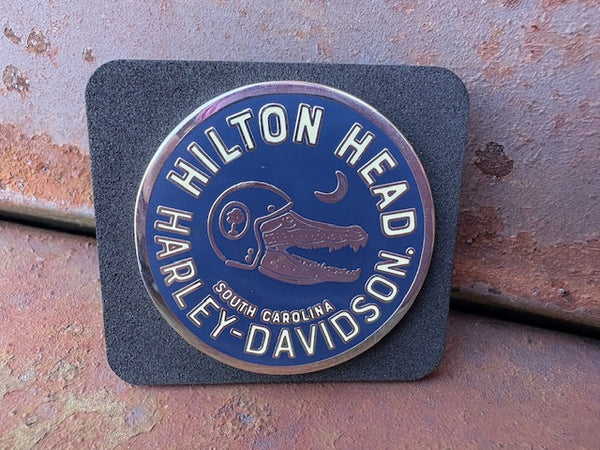 HILTON HEAD
HARLEY-DAVIDSON.
SOUTH CAROLINA